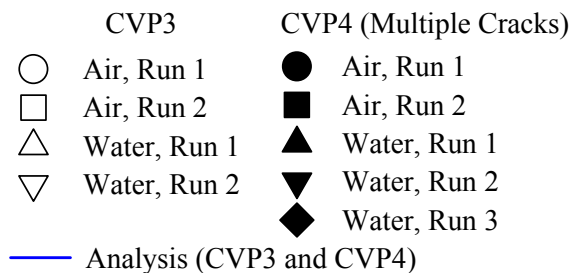 CVP3 CVP4 (Multiple Cracks)
Air, Run 1 Air, Run 1
Air, Run 2 Air, Run 2
Water, Run 1 Water, Run 1
Water, Run 2 Water, Run 2
Water, Run 3
Analysis (CVP3 and CVP4)